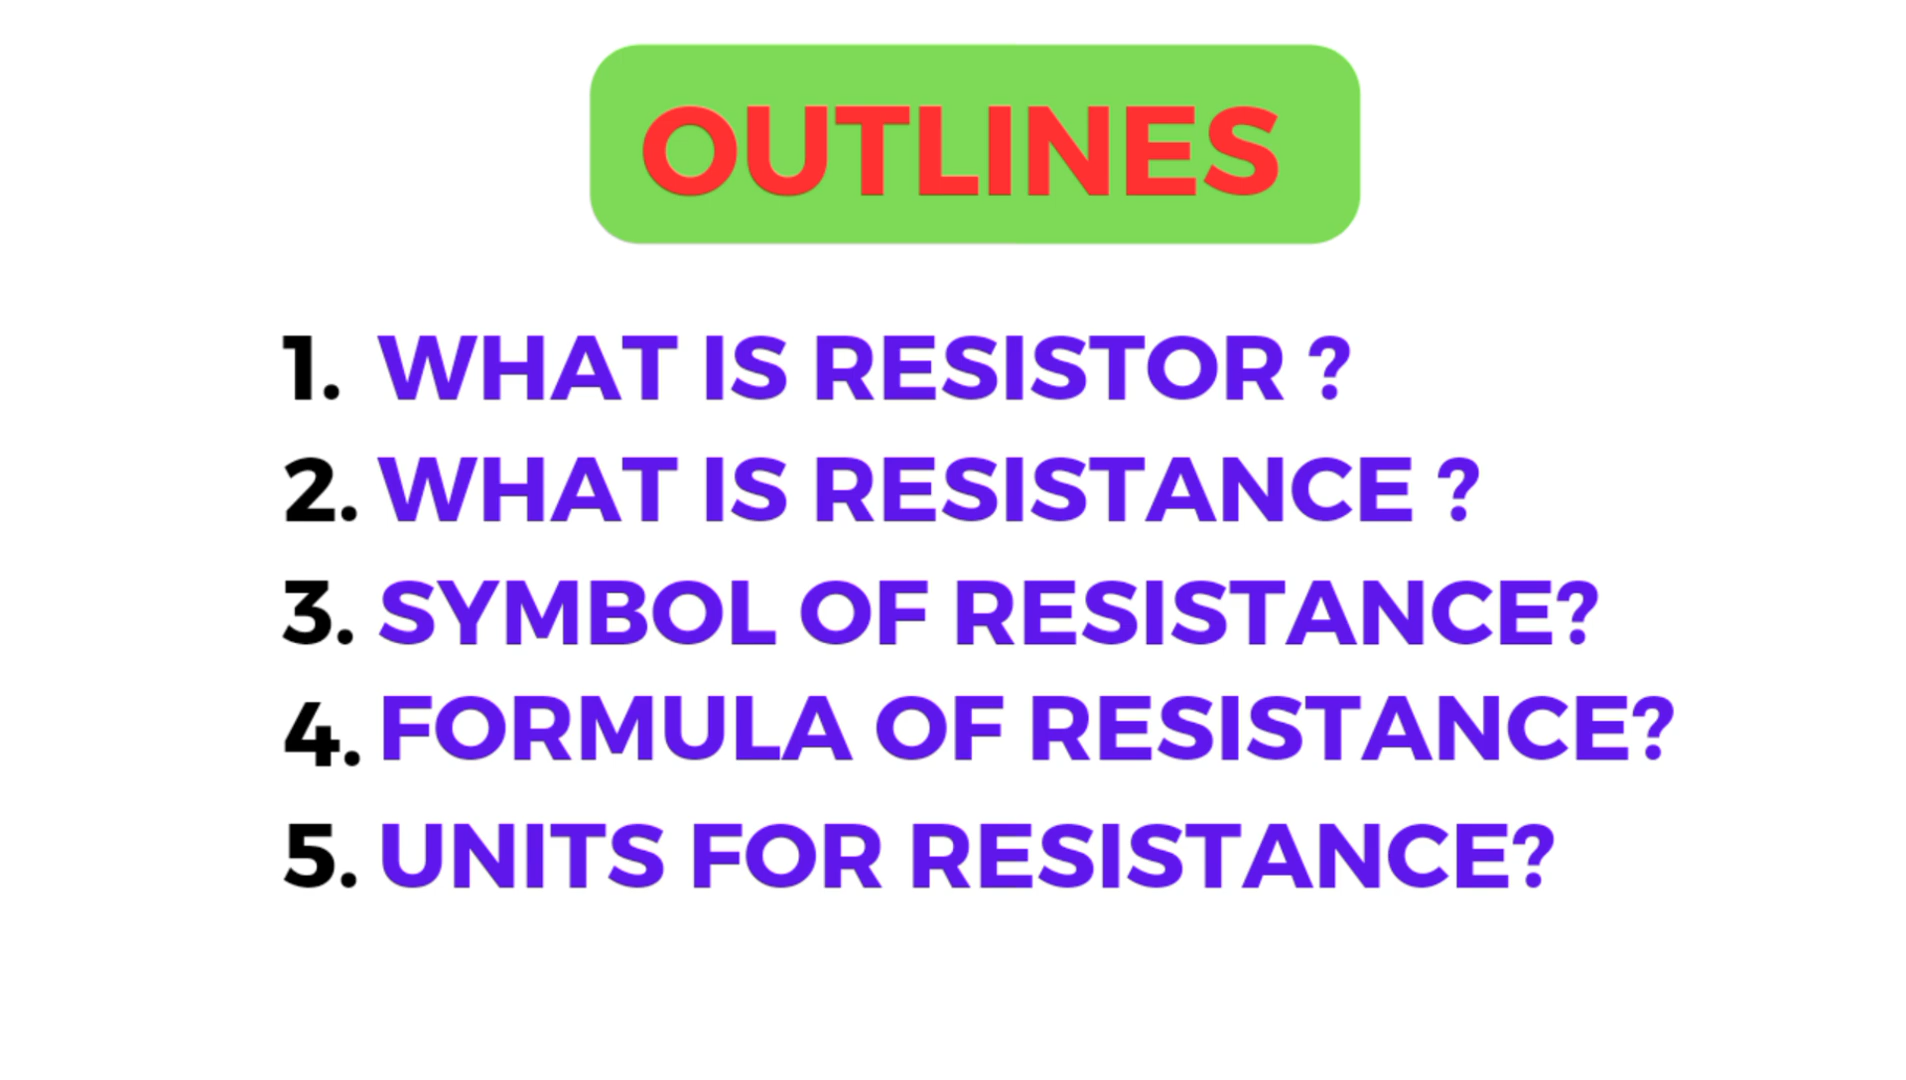 OUTLINES
1. WHAT IS RESISTOR ?
2. WHAT IS RESISTANCE ?
3. SYMBOL OF RESISTANCE?
4. FORMULA OF RESISTANCE?
5. UNITS FOR RESISTANCE?